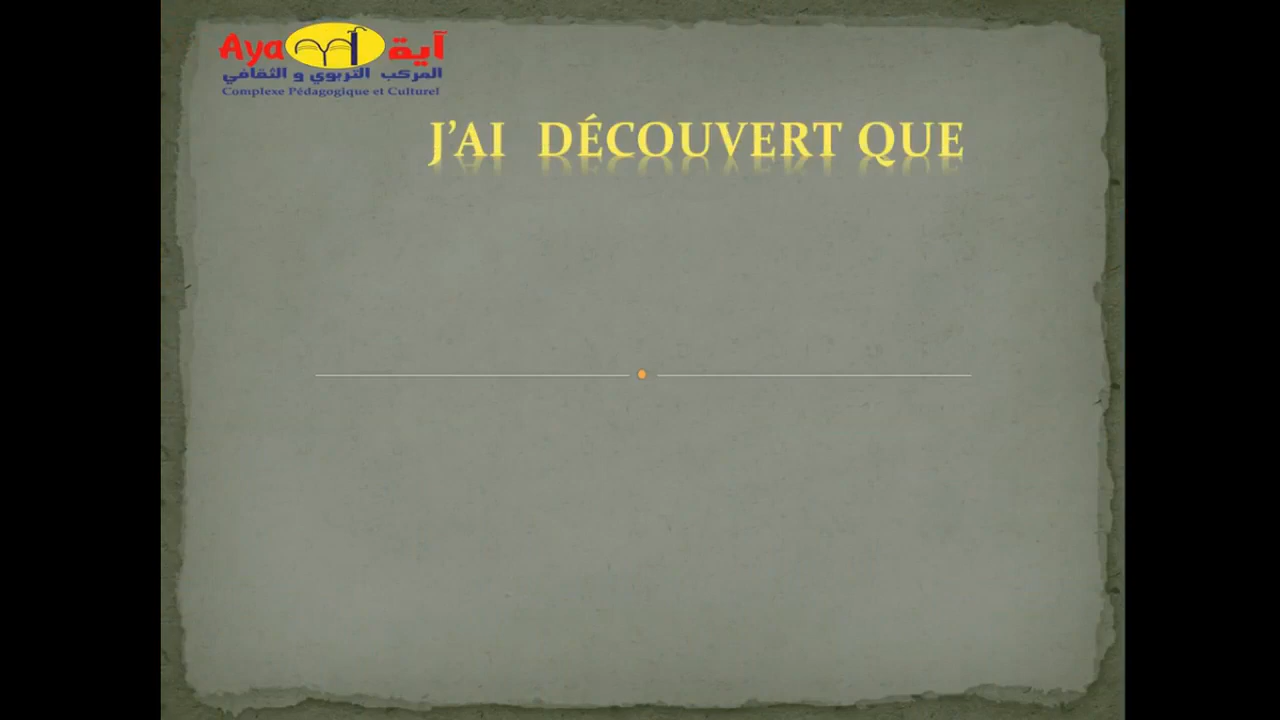 Aya آية
المركب التربوي و الثقافي
Complexe Pédagogique et Culturel
J'AI DÉCOUVERT QUE